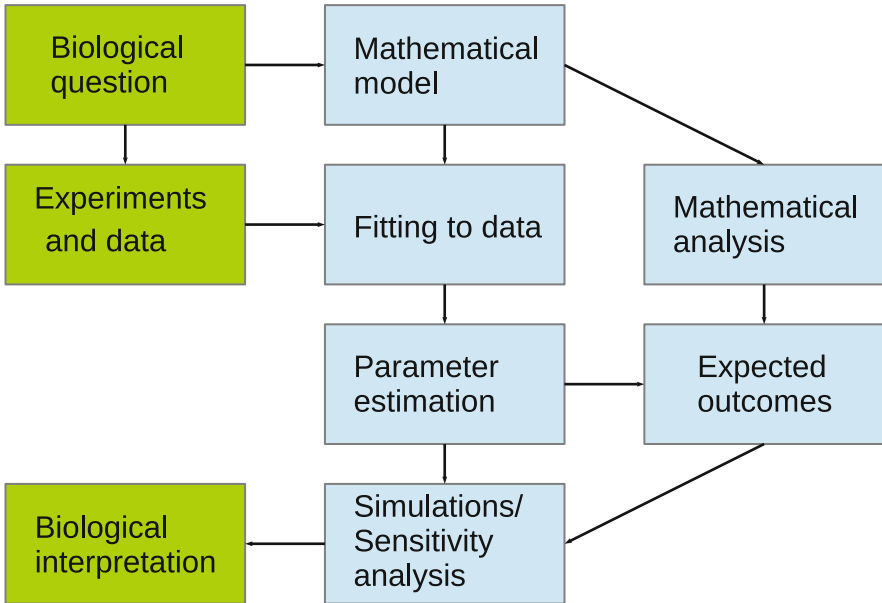 Biological
question
Mathematical
model
Experiments
and data
Fitting to data
Mathematical
analysis
Parameter
estimation
Expected
outcomes
Biological
interpretation
Simulations/
Sensitivity
analysis